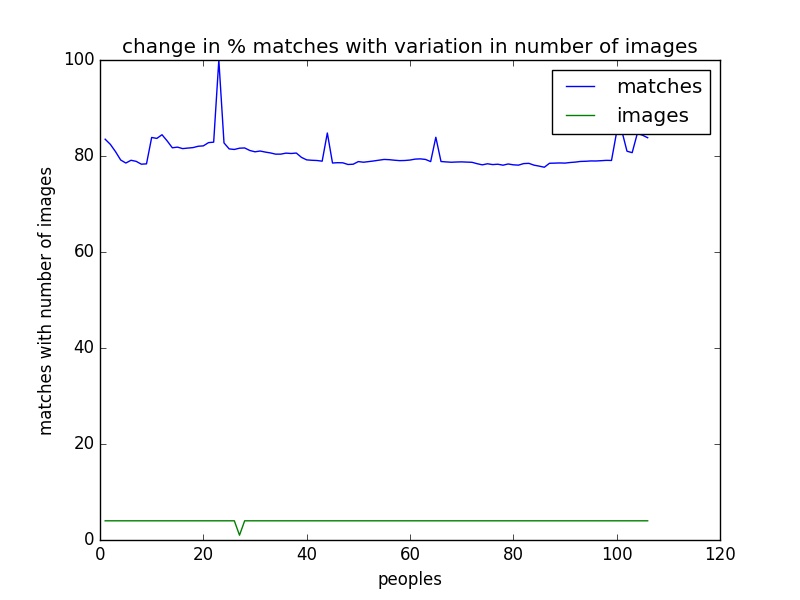 change in % matches with variation in number of images
matches
images
100
80
60
40
20
0
matches with number of images
0 20 40 60 80 100 120
peoples